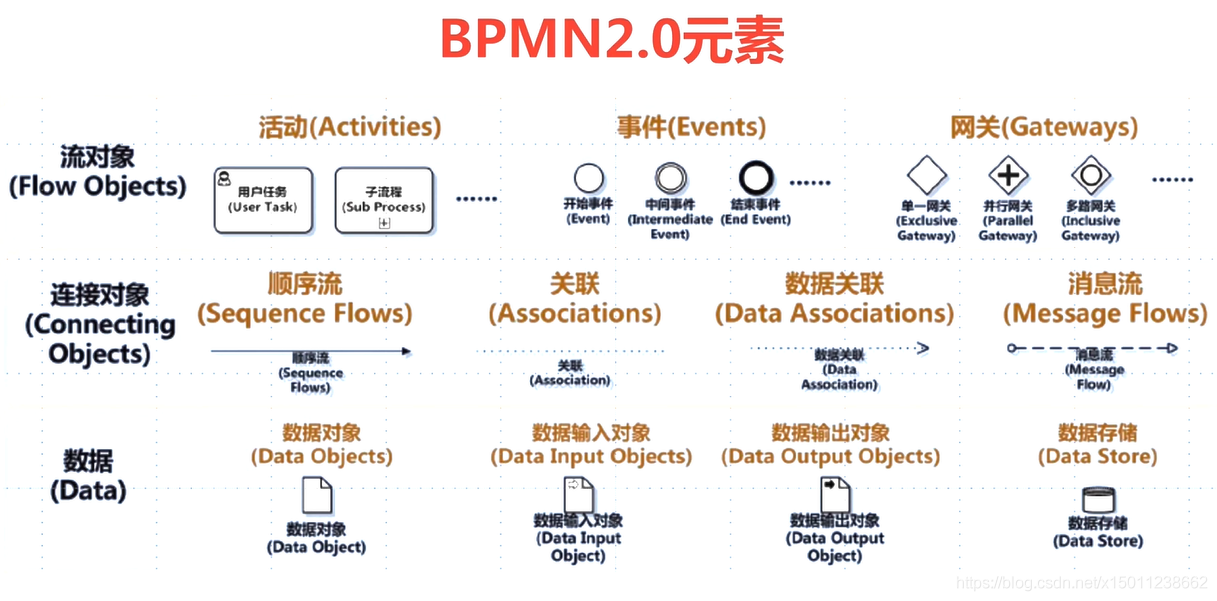 BPMN2.0元素
活动(Activities)
事件(Events)
网关(Gateways)
流对象
(Flow Objects)
用户任务
(User Task)
子流程
(Sub Process)
......
开始事件
(Event)
中间事件
(Intermediate
Event)
结束事件
(End Event)
......
单一网关
(Exclusive
Gateway)
并行网关
(Parallel
Gateway)
多路网关
(Inclusive
Gateway)
......
连接对象
(Connecting
Objects)
顺序流
(Sequence Flows)
关联
(Associations)
数据关联
(Data Associations)
消息流
(Message Flows)
顺序流
(Sequence
Flows)
关联
(Association)
数据关联
(Data
Association)
消息流
(Message
Flow)
数据
(Data)
数据对象
(Data Objects)
数据输入对象
(Data Input Objects)
数据输出对象
(Data Output Objects)
数据存储
(Data Store)
数据对象
(Data Object)
数据输入对象
(Data Input
Object)
数据输出对象
(Data Output
Object)
数据存储
(Data Store)
https://blog.csdn.net/x15011238662